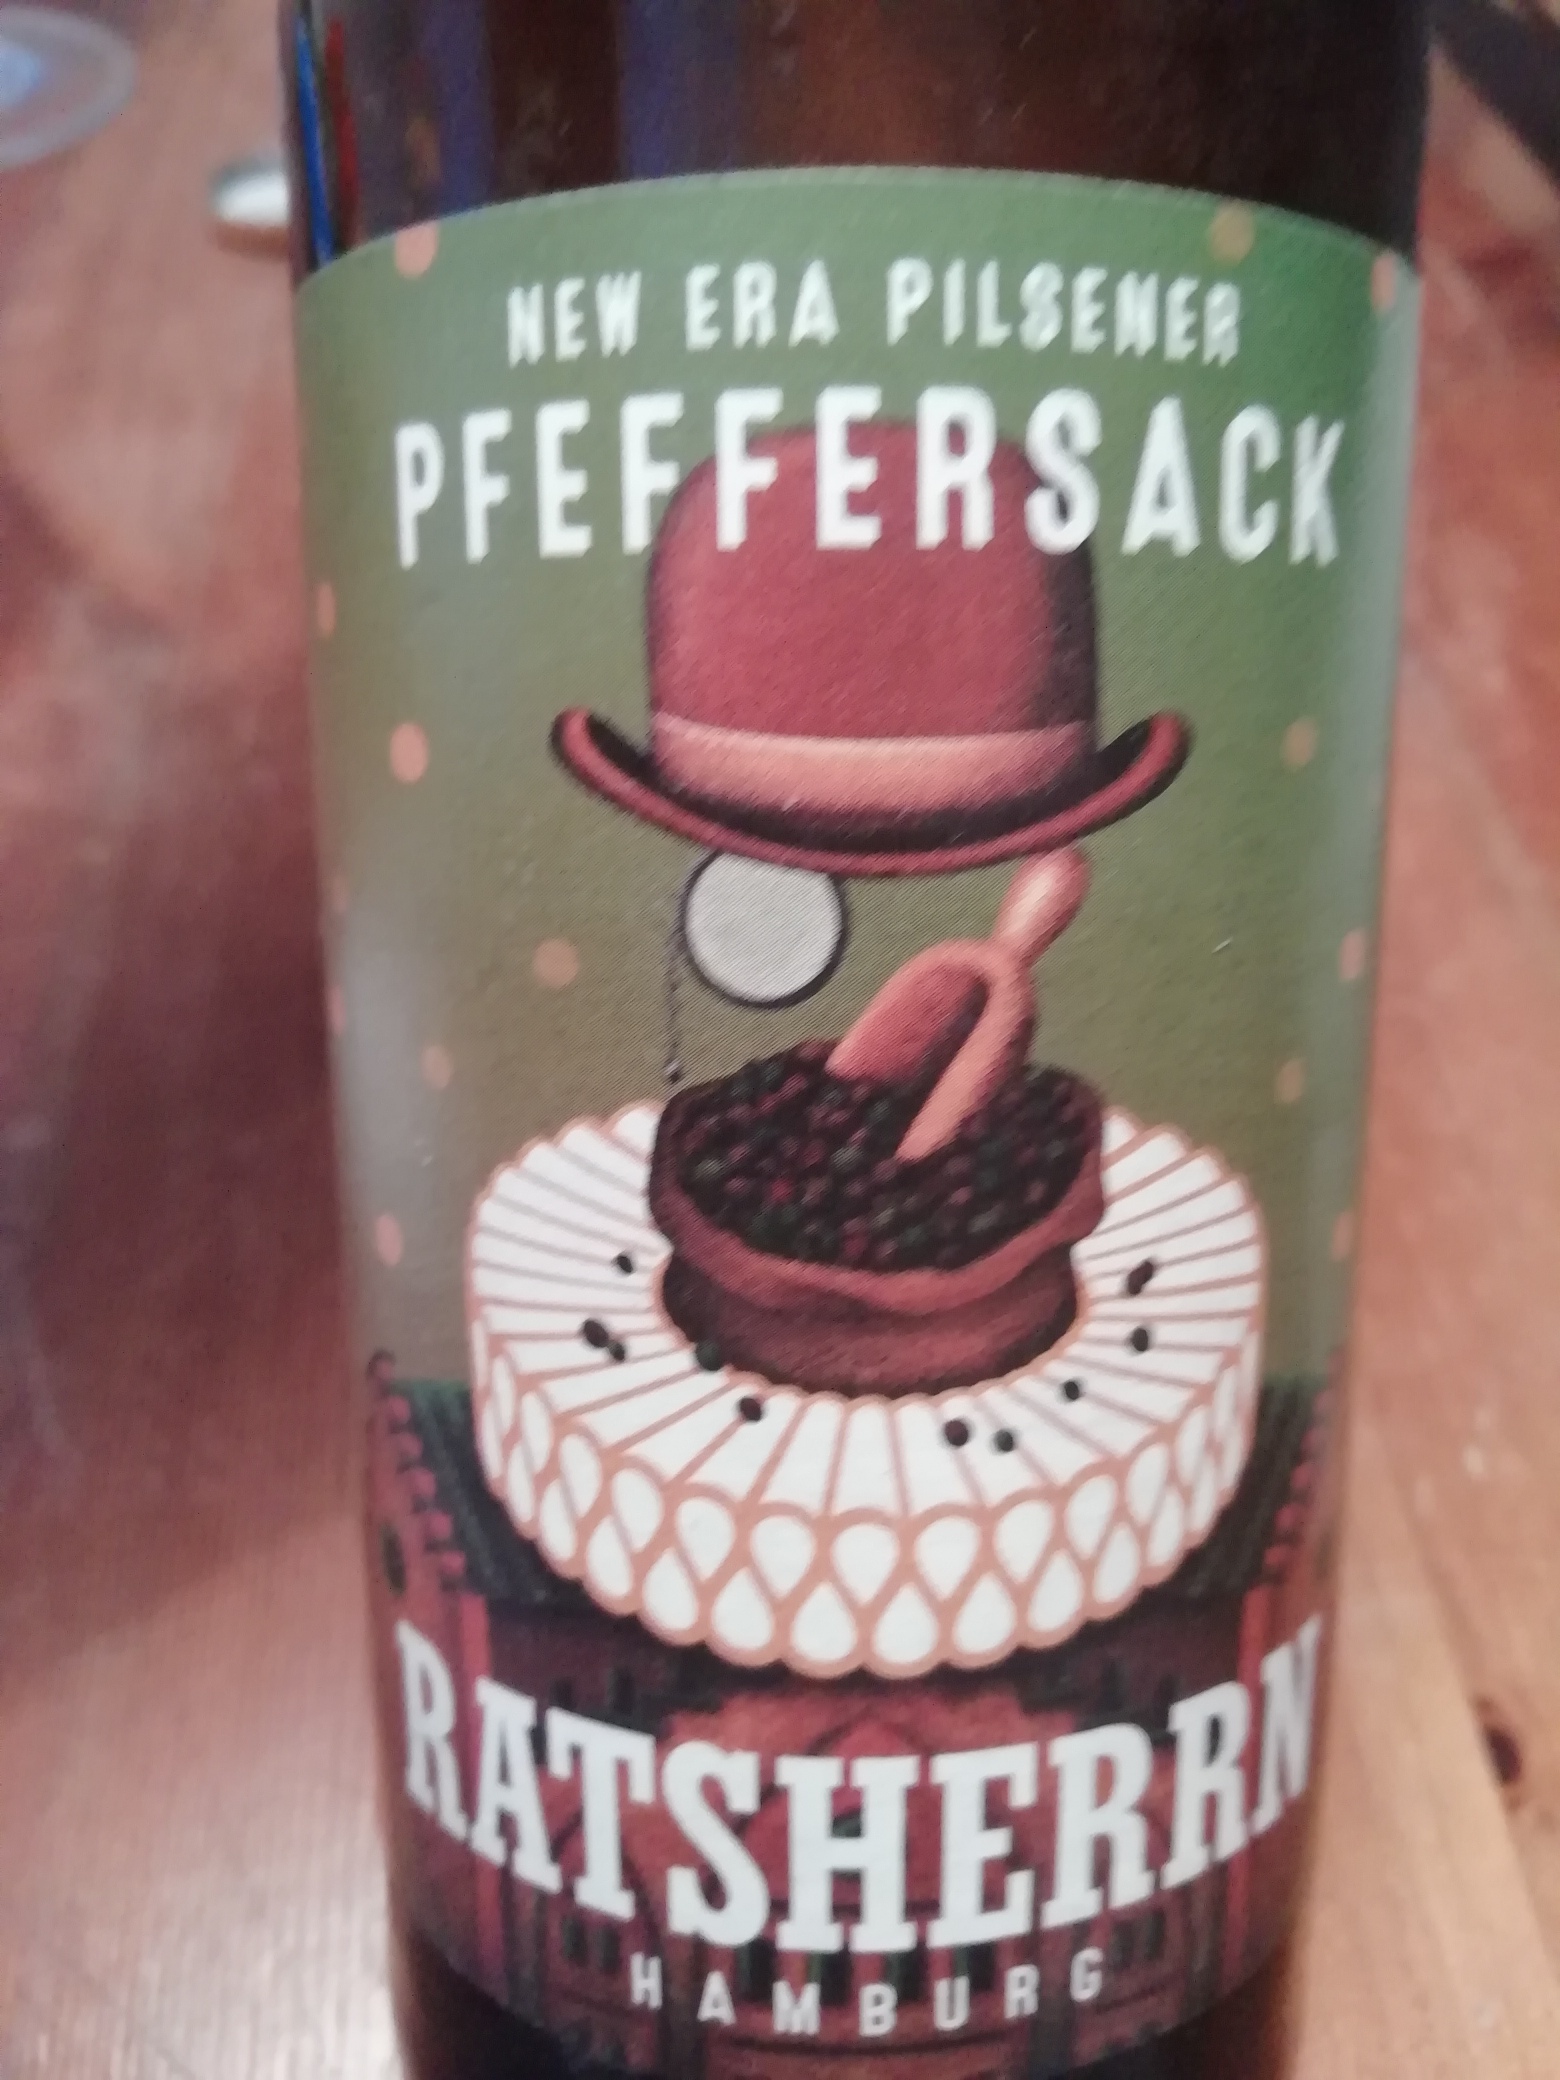 NEW ERA PILSENER
PFEFFERSACK
RATSHERRN
HAMBURG